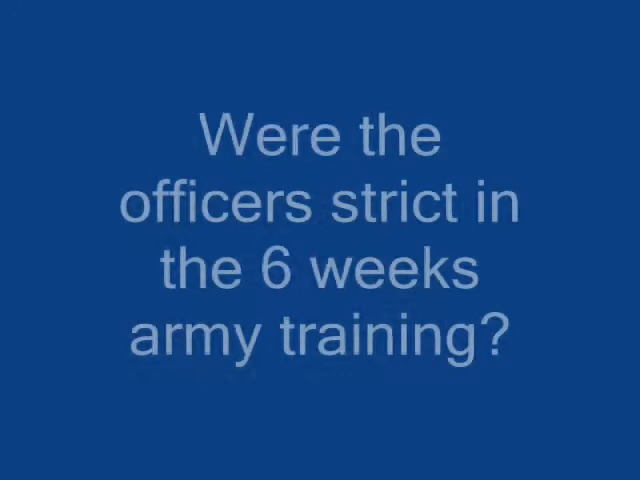 Were the
officers strict in
the 6 weeks
army training?